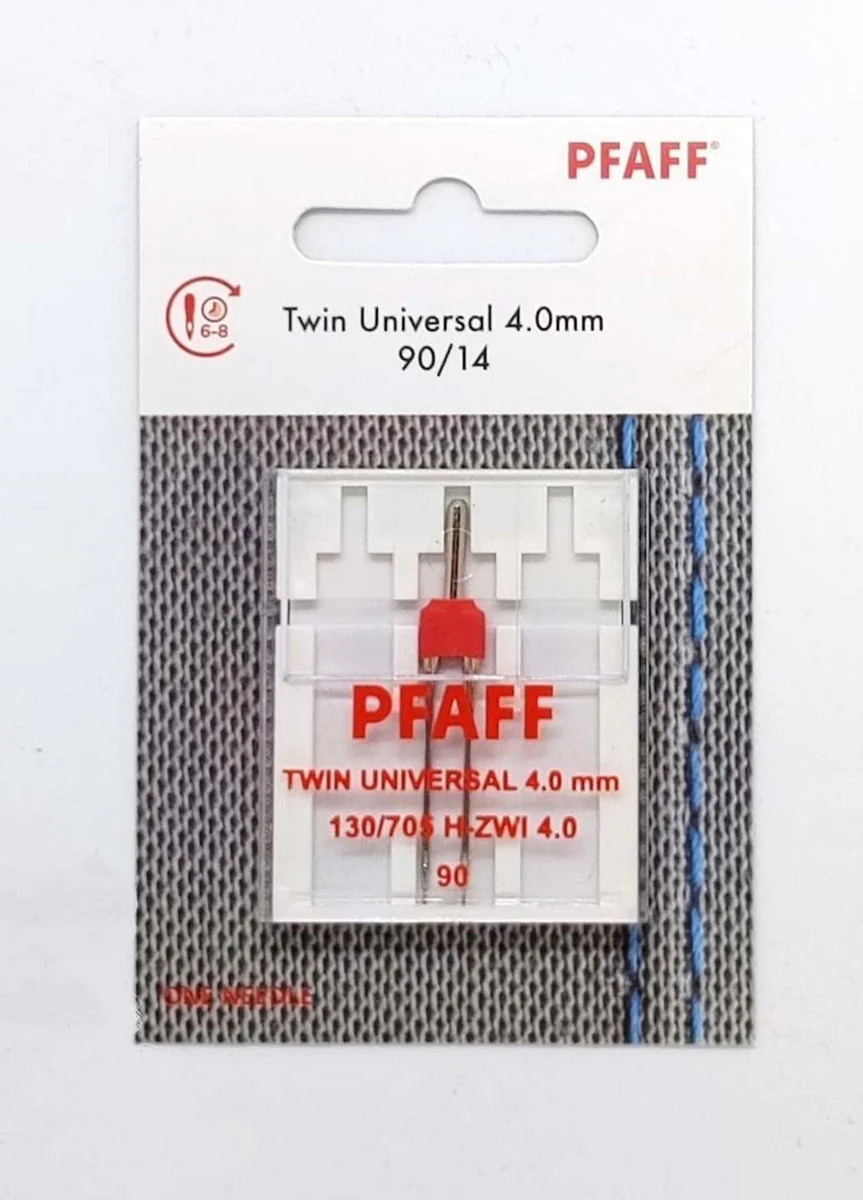 PFAFF®
6-8
Twin Universal 4.0mm
90/14
PFAFF
TWIN UNIVERSAL 4.0 mm
130/705 H-ZWI 4.0
90
ONE NEEDLE